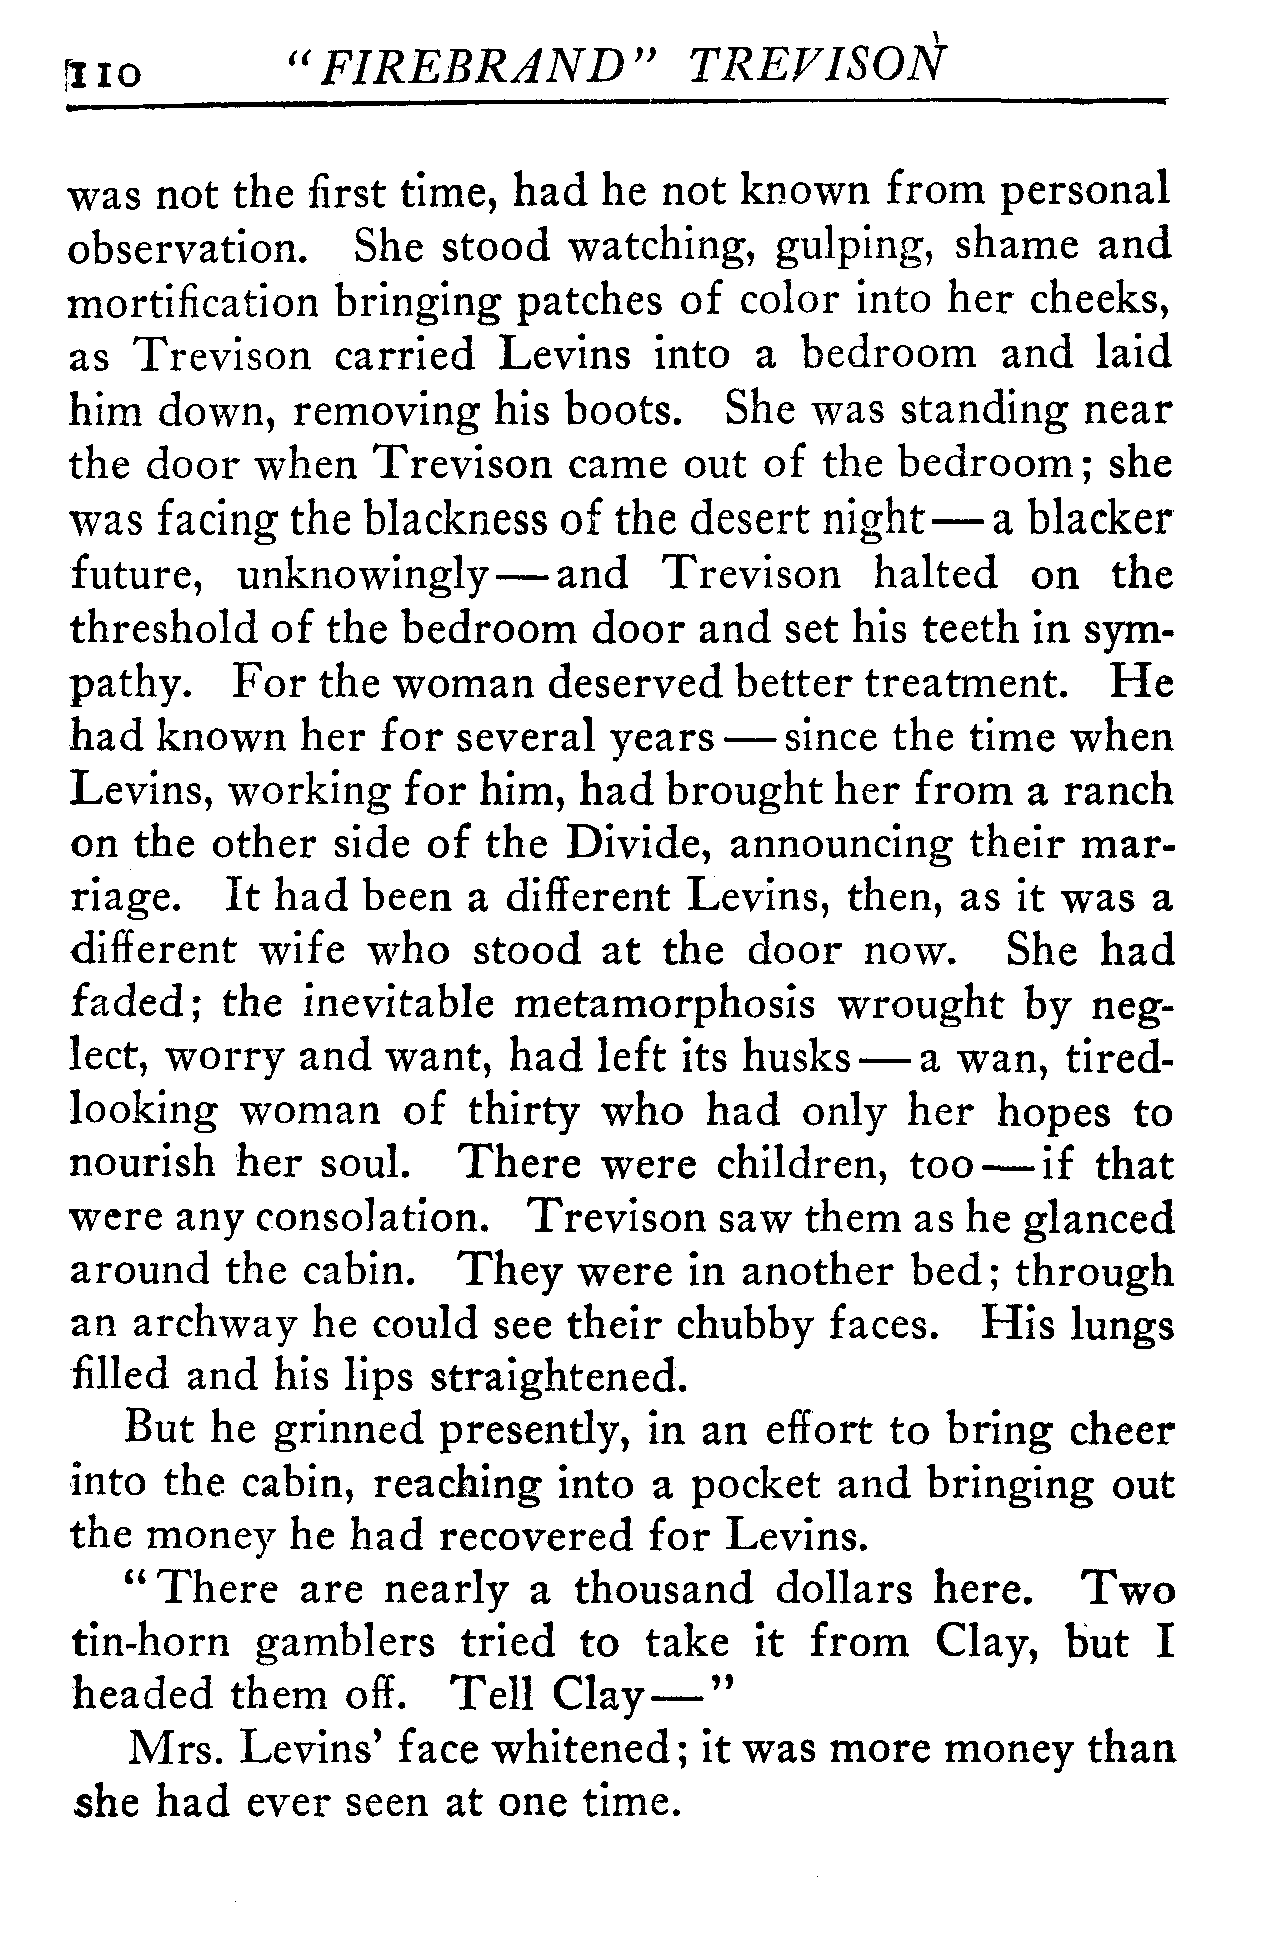 110 "FIREBRAND" TREVISON
was not the first time, had he not known from personal
observation. She stood watching, gulping, shame and
mortification bringing patches of color into her cheeks,
as Trevison carried Levins into a bedroom and laid
him down, removing his boots. She was standing near
the door when Trevison came out of the bedroom; she
was facing the blackness of the desert night—a blacker
future, unknowingly—and Trevison halted on the
threshold of the bedroom door and set his teeth in sym-
pathy. For the woman deserved better treatment. He
had known her for several years—since the time when
Levins, working for him, had brought her from a ranch
on the other side of the Divide, announcing their mar-
riage. It had been a different Levins, then, as it was a
different wife who stood at the door now. She had
faded; the inevitable metamorphosis wrought by neg-
lect, worry and want, had left its husks—a wan, tired-
looking woman of thirty who had only her hopes to
nourish her soul. There were children, too—if that
were any consolation. Trevison saw them as he glanced
around the cabin. They were in another bed; through
an archway he could see their chubby faces. His lungs
filled and his lips straightened.
But he grinned presently, in an effort to bring cheer
into the cabin, reaching into a pocket and bringing out
the money he had recovered for Levins.
"There are nearly a thousand dollars here. Two
tin-horn gamblers tried to take it from Clay, but I
headed them off. Tell Clay—"
Mrs. Levins' face whitened; it was more money than
she had ever seen at one time.